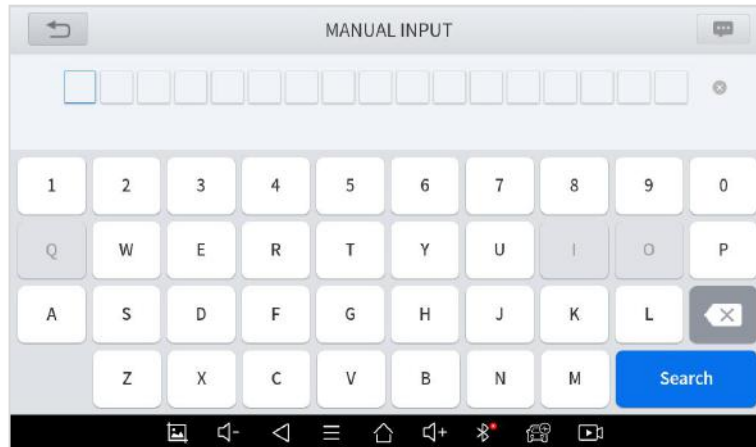 MANUAL INPUT
1 2 3 4 5 6 7 8 9 0
Q W E R T Y U I O P
A S D F G H J K L
Z X C V B N M Search